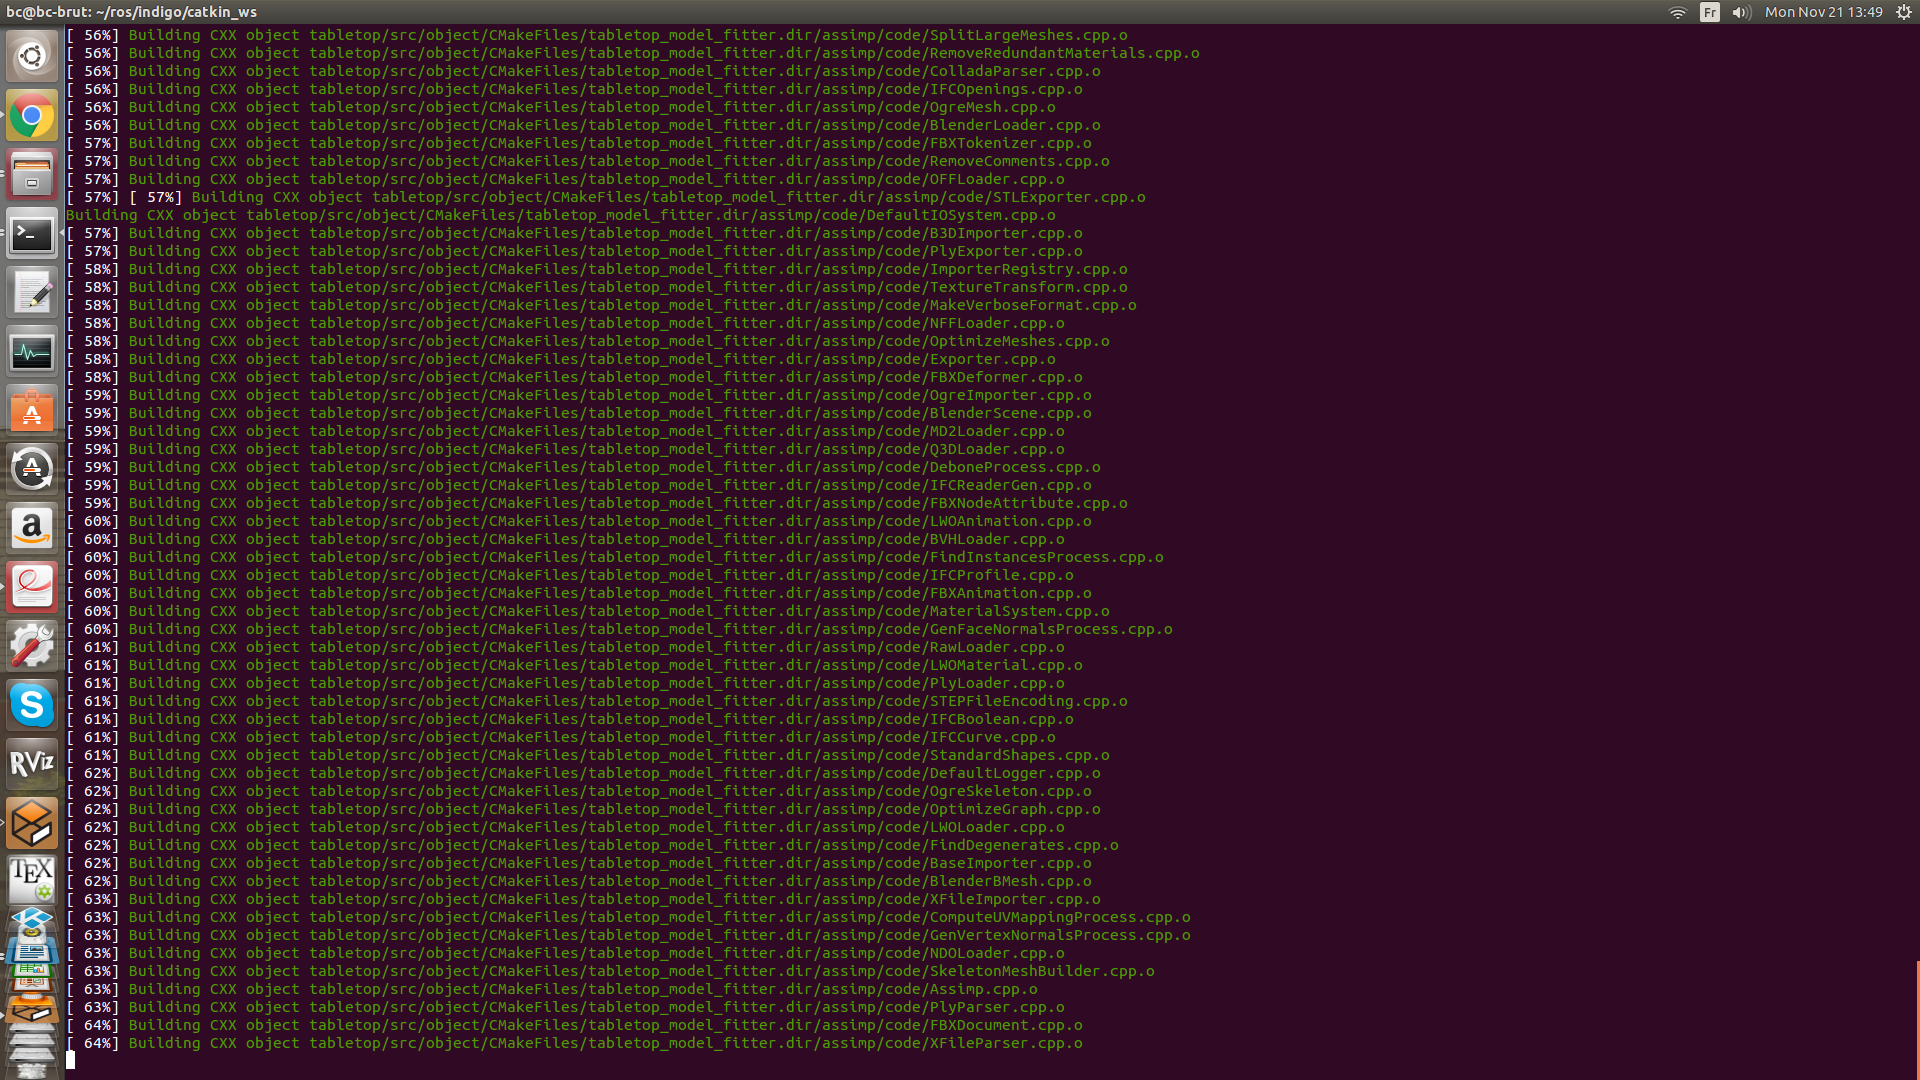 bc@bc-brut: ~/ros/indigo/catkin_ws
Fr
Mon Nov 21 13:49
[ 56%] Building CXX object tabletop/src/object/CMakeFiles/tabletop_model_fitter.dir/assimp/code/SplitLargeMeshes.cpp.o
[ 56%] Building CXX object tabletop/src/object/CMakeFiles/tabletop_model_fitter.dir/assimp/code/RemoveRedundantMaterials.cpp.o
[ 56%] Building CXX object tabletop/src/object/CMakeFiles/tabletop_model_fitter.dir/assimp/code/ColladaParser.cpp.o
[ 56%] Building CXX object tabletop/src/object/CMakeFiles/tabletop_model_fitter.dir/assimp/code/IFCOpenings.cpp.o
[ 56%] Building CXX object tabletop/src/object/CMakeFiles/tabletop_model_fitter.dir/assimp/code/OgreMesh.cpp.o
[ 56%] Building CXX object tabletop/src/object/CMakeFiles/tabletop_model_fitter.dir/assimp/code/BlenderLoader.cpp.o
[ 57%] Building CXX object tabletop/src/object/CMakeFiles/tabletop_model_fitter.dir/assimp/code/FBXTokenizer.cpp.o
[ 57%] Building CXX object tabletop/src/object/CMakeFiles/tabletop_model_fitter.dir/assimp/code/RemoveComments.cpp.o
[ 57%] Building CXX object tabletop/src/object/CMakeFiles/tabletop_model_fitter.dir/assimp/code/OFFLoader.cpp.o
[ 57%] [ 57%] Building CXX object tabletop/src/object/CMakeFiles/tabletop_model_fitter.dir/assimp/code/STLExporter.cpp.o
Building CXX object tabletop/src/object/CMakeFiles/tabletop_model_fitter.dir/assimp/code/DefaultIOSystem.cpp.o
[ 57%] Building CXX object tabletop/src/object/CMakeFiles/tabletop_model_fitter.dir/assimp/code/B3DImporter.cpp.o
[ 57%] Building CXX object tabletop/src/object/CMakeFiles/tabletop_model_fitter.dir/assimp/code/PlyExporter.cpp.o
[ 58%] Building CXX object tabletop/src/object/CMakeFiles/tabletop_model_fitter.dir/assimp/code/ImporterRegistry.cpp.o
[ 58%] Building CXX object tabletop/src/object/CMakeFiles/tabletop_model_fitter.dir/assimp/code/TextureTransform.cpp.o
[ 58%] Building CXX object tabletop/src/object/CMakeFiles/tabletop_model_fitter.dir/assimp/code/MakeVerboseFormat.cpp.o
[ 58%] Building CXX object tabletop/src/object/CMakeFiles/tabletop_model_fitter.dir/assimp/code/NFFLoader.cpp.o
[ 58%] Building CXX object tabletop/src/object/CMakeFiles/tabletop_model_fitter.dir/assimp/code/OptimizeMeshes.cpp.o
[ 58%] Building CXX object tabletop/src/object/CMakeFiles/tabletop_model_fitter.dir/assimp/code/Exporter.cpp.o
[ 58%] Building CXX object tabletop/src/object/CMakeFiles/tabletop_model_fitter.dir/assimp/code/FBXDeformer.cpp.o
[ 59%] Building CXX object tabletop/src/object/CMakeFiles/tabletop_model_fitter.dir/assimp/code/OgreImporter.cpp.o
[ 59%] Building CXX object tabletop/src/object/CMakeFiles/tabletop_model_fitter.dir/assimp/code/BlenderScene.cpp.o
[ 59%] Building CXX object tabletop/src/object/CMakeFiles/tabletop_model_fitter.dir/assimp/code/MD2Loader.cpp.o
[ 59%] Building CXX object tabletop/src/object/CMakeFiles/tabletop_model_fitter.dir/assimp/code/Q3DLoader.cpp.o
[ 59%] Building CXX object tabletop/src/object/CMakeFiles/tabletop_model_fitter.dir/assimp/code/DeboneProcess.cpp.o
[ 59%] Building CXX object tabletop/src/object/CMakeFiles/tabletop_model_fitter.dir/assimp/code/IFCReaderGen.cpp.o
[ 59%] Building CXX object tabletop/src/object/CMakeFiles/tabletop_model_fitter.dir/assimp/code/FBXNodeAttribute.cpp.o
[ 60%] Building CXX object tabletop/src/object/CMakeFiles/tabletop_model_fitter.dir/assimp/code/LWOAnimation.cpp.o
[ 60%] Building CXX object tabletop/src/object/CMakeFiles/tabletop_model_fitter.dir/assimp/code/BVHLoader.cpp.o
[ 60%] Building CXX object tabletop/src/object/CMakeFiles/tabletop_model_fitter.dir/assimp/code/FindInstancesProcess.cpp.o
[ 60%] Building CXX object tabletop/src/object/CMakeFiles/tabletop_model_fitter.dir/assimp/code/IFCProfile.cpp.o
[ 60%] Building CXX object tabletop/src/object/CMakeFiles/tabletop_model_fitter.dir/assimp/code/FBXAnimation.cpp.o
[ 60%] Building CXX object tabletop/src/object/CMakeFiles/tabletop_model_fitter.dir/assimp/code/MaterialSystem.cpp.o
[ 60%] Building CXX object tabletop/src/object/CMakeFiles/tabletop_model_fitter.dir/assimp/code/GenFaceNormalsProcess.cpp.o
[ 61%] Building CXX object tabletop/src/object/CMakeFiles/tabletop_model_fitter.dir/assimp/code/RawLoader.cpp.o
[ 61%] Building CXX object tabletop/src/object/CMakeFiles/tabletop_model_fitter.dir/assimp/code/LWOMaterial.cpp.o
[ 61%] Building CXX object tabletop/src/object/CMakeFiles/tabletop_model_fitter.dir/assimp/code/PlyLoader.cpp.o
[ 61%] Building CXX object tabletop/src/object/CMakeFiles/tabletop_model_fitter.dir/assimp/code/STEPFileEncoding.cpp.o
[ 61%] Building CXX object tabletop/src/object/CMakeFiles/tabletop_model_fitter.dir/assimp/code/IFCBoolean.cpp.o
[ 61%] Building CXX object tabletop/src/object/CMakeFiles/tabletop_model_fitter.dir/assimp/code/IFCCurve.cpp.o
[ 61%] Building CXX object tabletop/src/object/CMakeFiles/tabletop_model_fitter.dir/assimp/code/StandardShapes.cpp.o
[ 62%] Building CXX object tabletop/src/object/CMakeFiles/tabletop_model_fitter.dir/assimp/code/DefaultLogger.cpp.o
[ 62%] Building CXX object tabletop/src/object/CMakeFiles/tabletop_model_fitter.dir/assimp/code/OgreSkeleton.cpp.o
[ 62%] Building CXX object tabletop/src/object/CMakeFiles/tabletop_model_fitter.dir/assimp/code/OptimizeGraph.cpp.o
[ 62%] Building CXX object tabletop/src/object/CMakeFiles/tabletop_model_fitter.dir/assimp/code/LWOLoader.cpp.o
[ 62%] Building CXX object tabletop/src/object/CMakeFiles/tabletop_model_fitter.dir/assimp/code/FindDegenerates.cpp.o
[ 62%] Building CXX object tabletop/src/object/CMakeFiles/tabletop_model_fitter.dir/assimp/code/BaseImporter.cpp.o
[ 62%] Building CXX object tabletop/src/object/CMakeFiles/tabletop_model_fitter.dir/assimp/code/BlenderBMesh.cpp.o
[ 63%] Building CXX object tabletop/src/object/CMakeFiles/tabletop_model_fitter.dir/assimp/code/XFileImporter.cpp.o
[ 63%] Building CXX object tabletop/src/object/CMakeFiles/tabletop_model_fitter.dir/assimp/code/ComputeUVMappingProcess.cpp.o
[ 63%] Building CXX object tabletop/src/object/CMakeFiles/tabletop_model_fitter.dir/assimp/code/GenVertexNormalsProcess.cpp.o
[ 63%] Building CXX object tabletop/src/object/CMakeFiles/tabletop_model_fitter.dir/assimp/code/NDOLoader.cpp.o
[ 63%] Building CXX object tabletop/src/object/CMakeFiles/tabletop_model_fitter.dir/assimp/code/SkeletonMeshBuilder.cpp.o
[ 63%] Building CXX object tabletop/src/object/CMakeFiles/tabletop_model_fitter.dir/assimp/code/Assimp.cpp.o
[ 63%] Building CXX object tabletop/src/object/CMakeFiles/tabletop_model_fitter.dir/assimp/code/PlyParser.cpp.o
[ 64%] Building CXX object tabletop/src/object/CMakeFiles/tabletop_model_fitter.dir/assimp/code/FBXDocument.cpp.o
[ 64%] Building CXX object tabletop/src/object/CMakeFiles/tabletop_model_fitter.dir/assimp/code/XFileParser.cpp.o
a
S
RViz
TEX